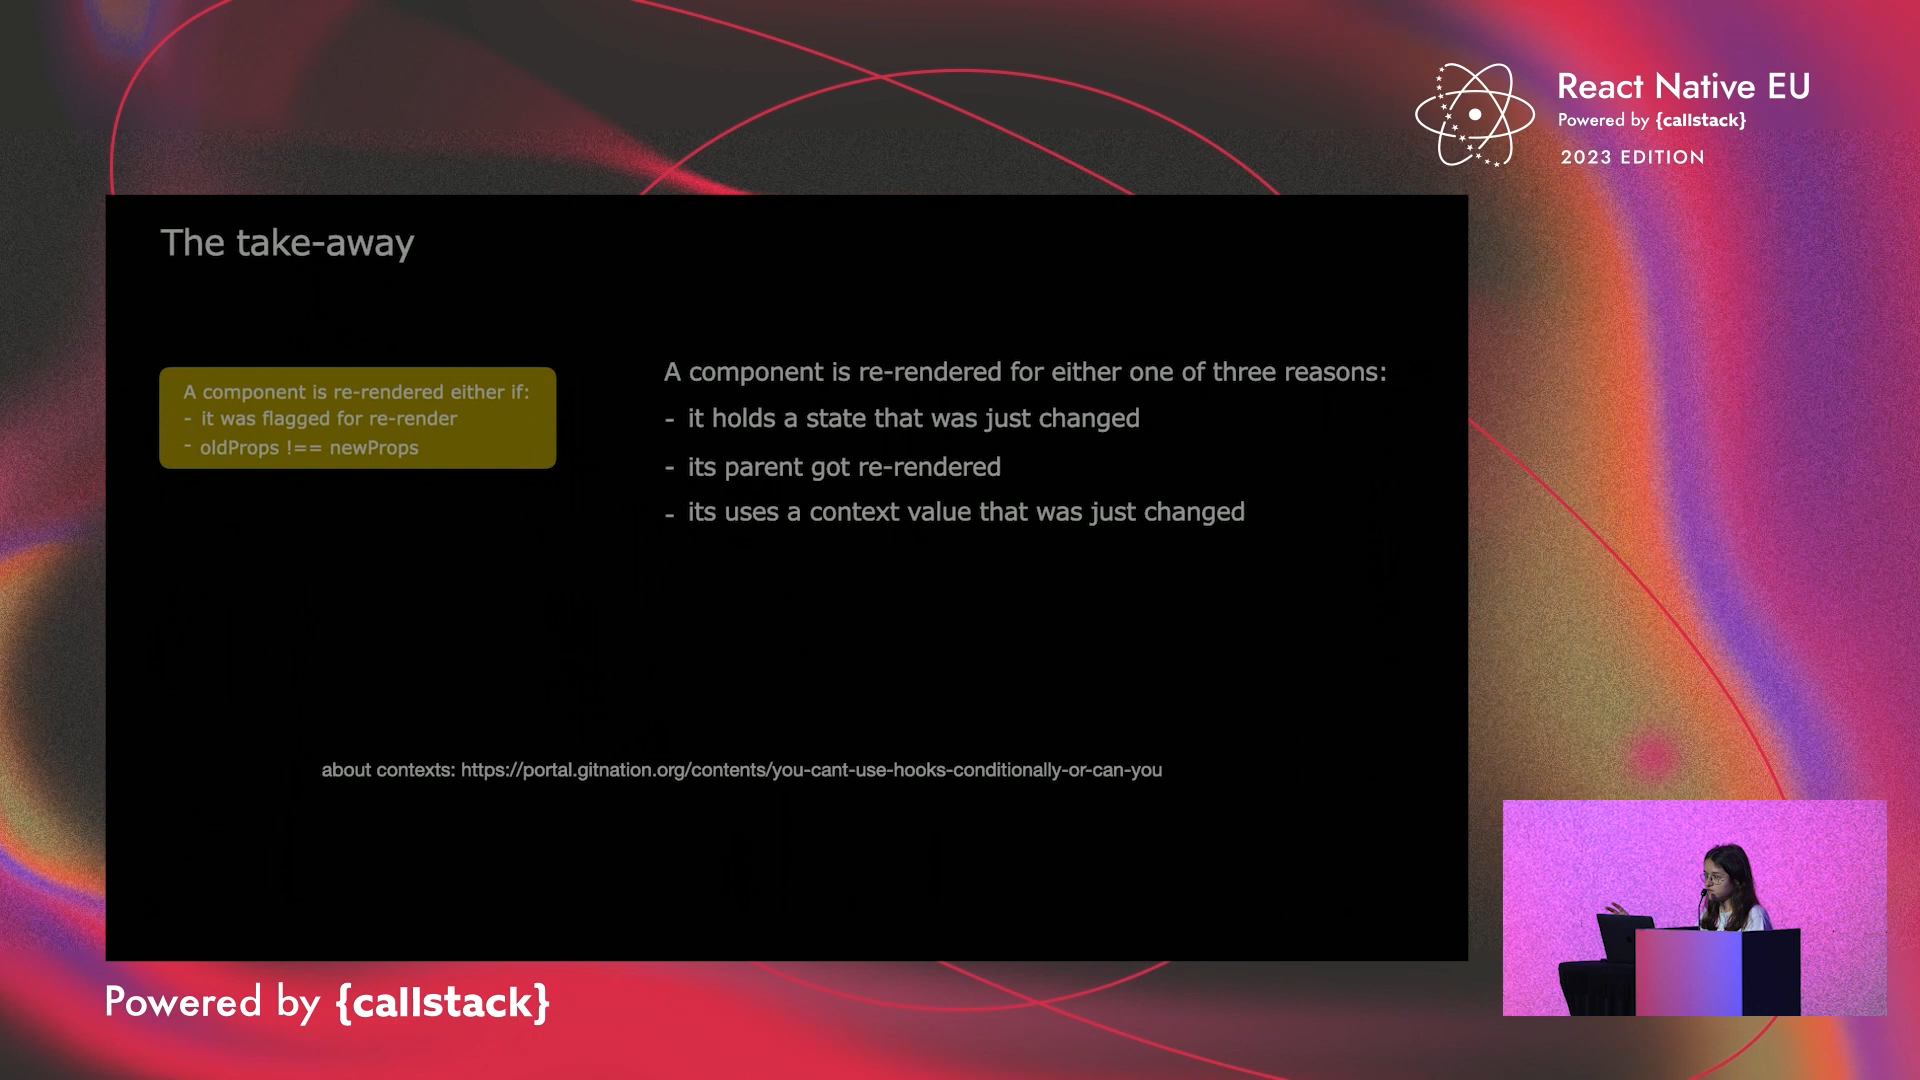 React Native EU
Powered by {callstack}
2023 EDITION
The take-away
A component is re-rendered either if:
- it was flagged for re-render
- oldProps !== newProps
A component is re-rendered for either one of three reasons:
- it holds a state that was just changed
- its parent got re-rendered
- its uses a context value that was just changed
about contexts: https://portal.gitnation.org/contents/you-cant-use-hooks-conditionally-or-can-you
Powered by {callstack}